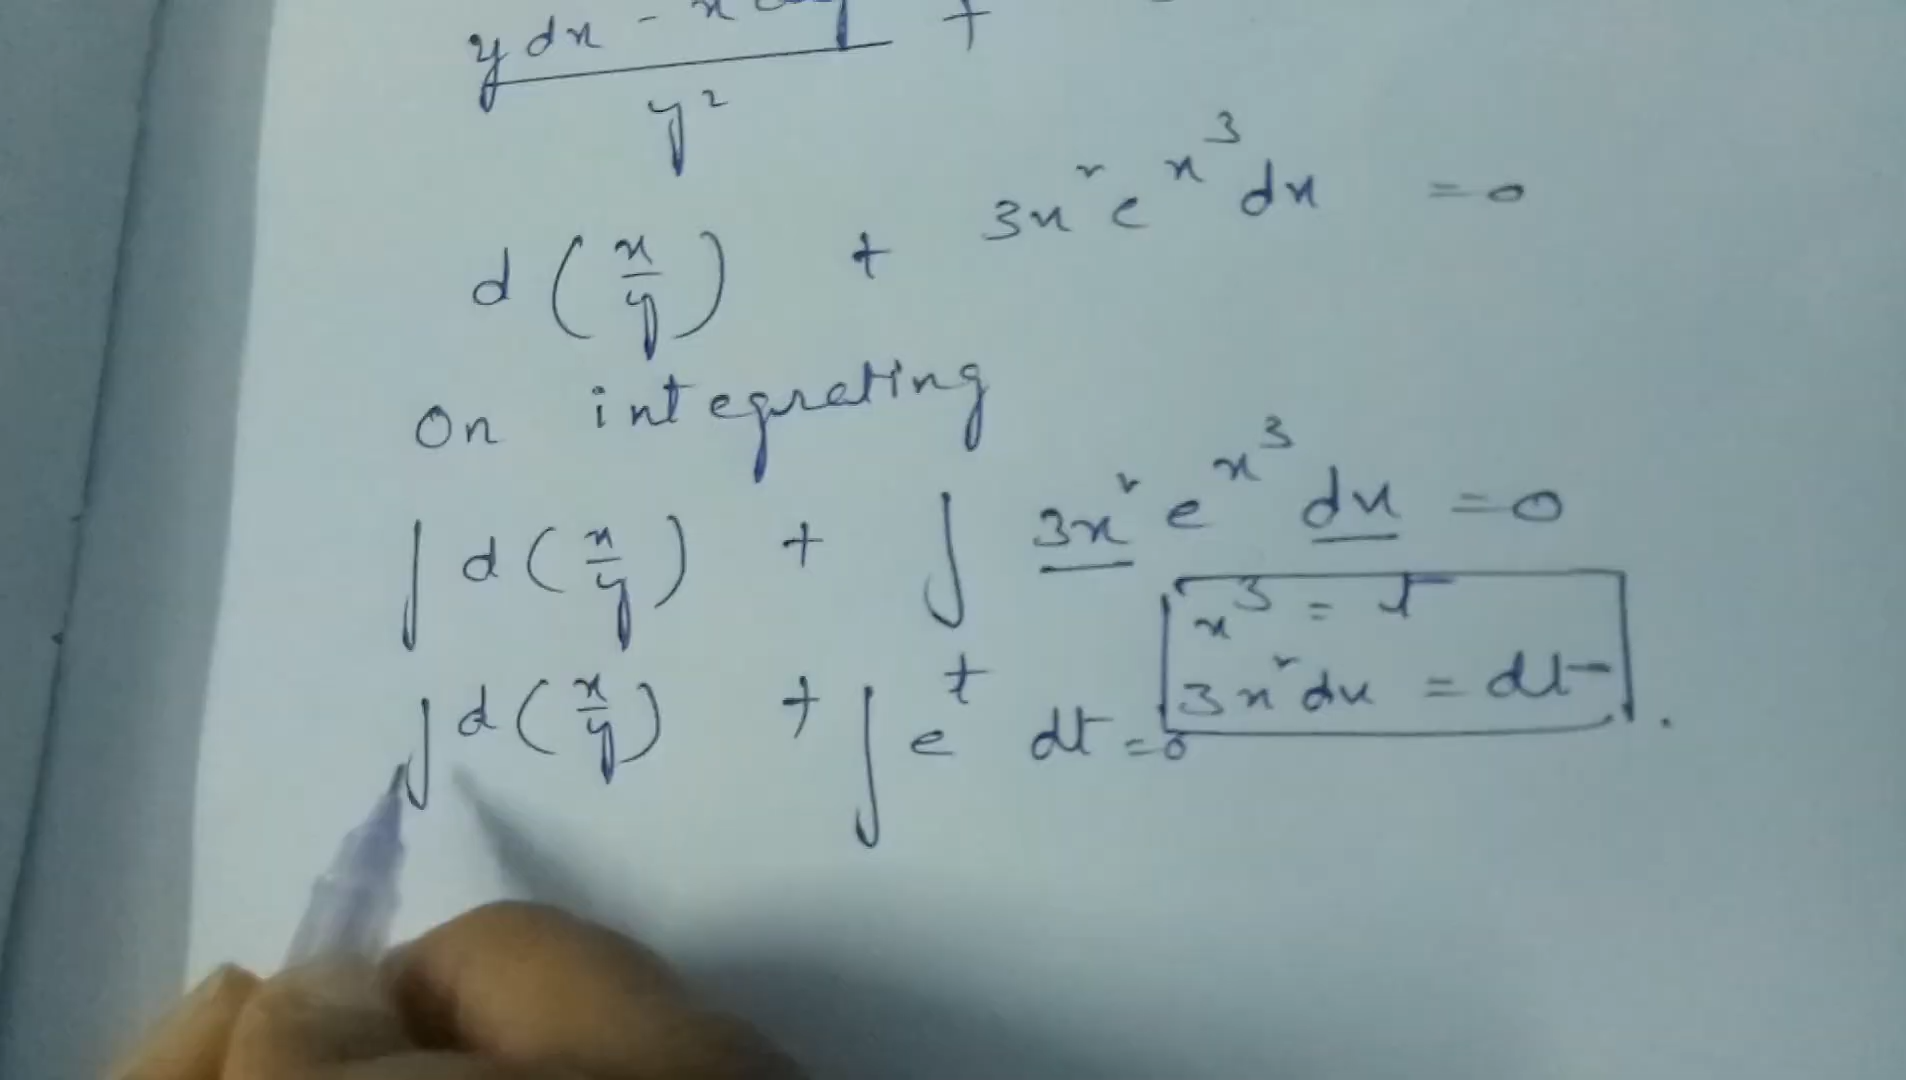 y dx - x
+
y²
d (x/y) + 3x² e^x³ dx = 0
On integrating
∫ d (x/y) + ∫ 3x² e^x³ dx = 0
x³ = t
∫ d (x/y) + ∫ e^t dt = 0
3x² dx = dt